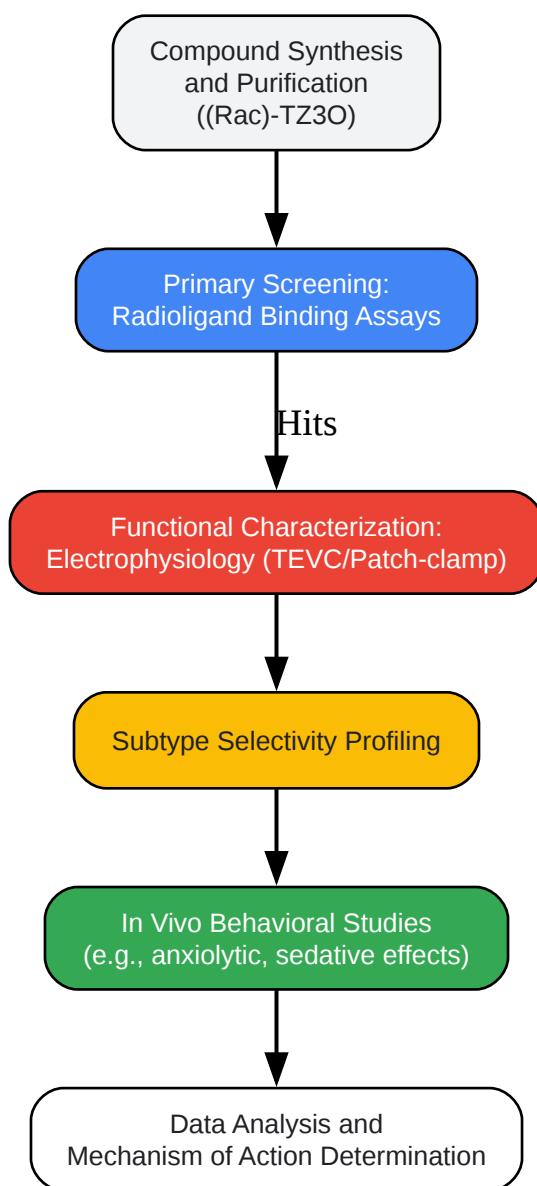 Compound Synthesis
and Purification
((Rac)-TZ3O)
Primary Screening:
Radioligand Binding Assays
Hits
Functional Characterization:
Electrophysiology (TEVC/Patch-clamp)
Subtype Selectivity Profiling
In Vivo Behavioral Studies
(e.g., anxiolytic, sedative effects)
Data Analysis and
Mechanism of Action Determination